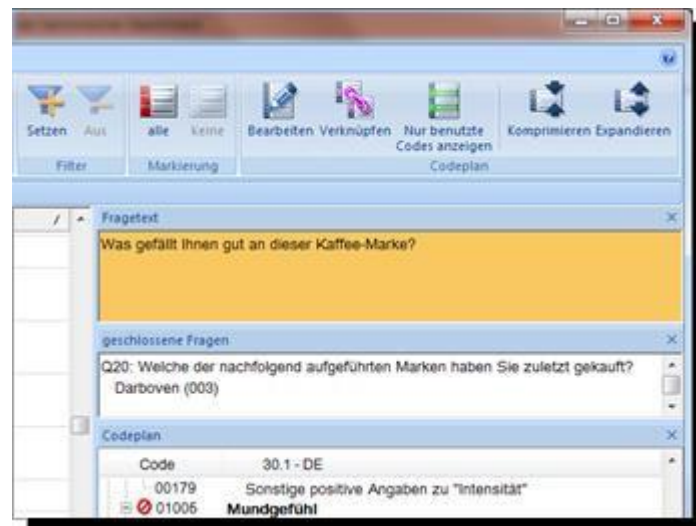 Setzen Aus alle Keine Bearbeiten Verknüpfen Nur benutzte Codes anzeigen Komprimieren Expandieren
Filter Markierung Codeplan
/ Fragetext
Was gefällt Ihnen gut an dieser Kaffee-Marke?
geschlossene Fragen
Q20: Welche der nachfolgend aufgeführten Marken haben Sie zuletzt gekauft?
Darboven (003)
Codeplan
Code 30.1 - DE
00179 Sonstige positive Angaben zu "Intensität"
01006 Mundgefühl